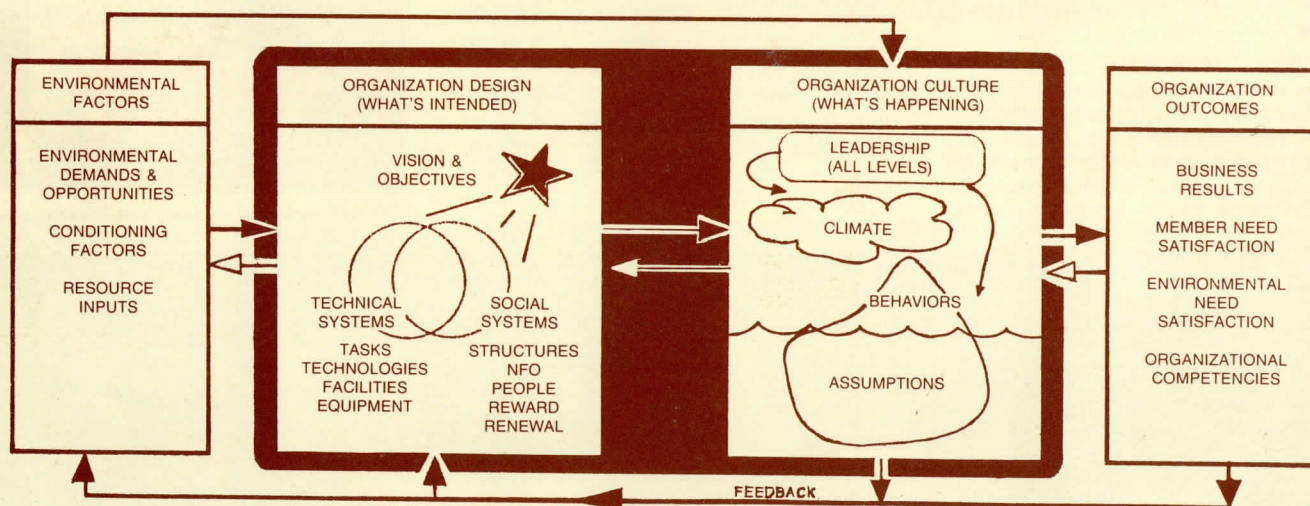 ENVIRONMENTAL
FACTORS
ENVIRONMENTAL
DEMANDS &
OPPORTUNITIES
CONDITIONING
FACTORS
RESOURCE
INPUTS
ORGANIZATION DESIGN
(WHAT'S INTENDED)
VISION &
OBJECTIVES
TECHNICAL
SYSTEMS
TASKS
TECHNOLOGIES
FACILITIES
EQUIPMENT
SOCIAL
SYSTEMS
STRUCTURES
NFO
PEOPLE
REWARD
RENEWAL
ORGANIZATION CULTURE
(WHAT'S HAPPENING)
LEADERSHIP
(ALL LEVELS)
CLIMATE
BEHAVIORS
ASSUMPTIONS
ORGANIZATION
OUTCOMES
BUSINESS
RESULTS
MEMBER NEED
SATISFACTION
ENVIRONMENTAL
NEED
SATISFACTION
ORGANIZATIONAL
COMPETENCIES
FEEDBACK